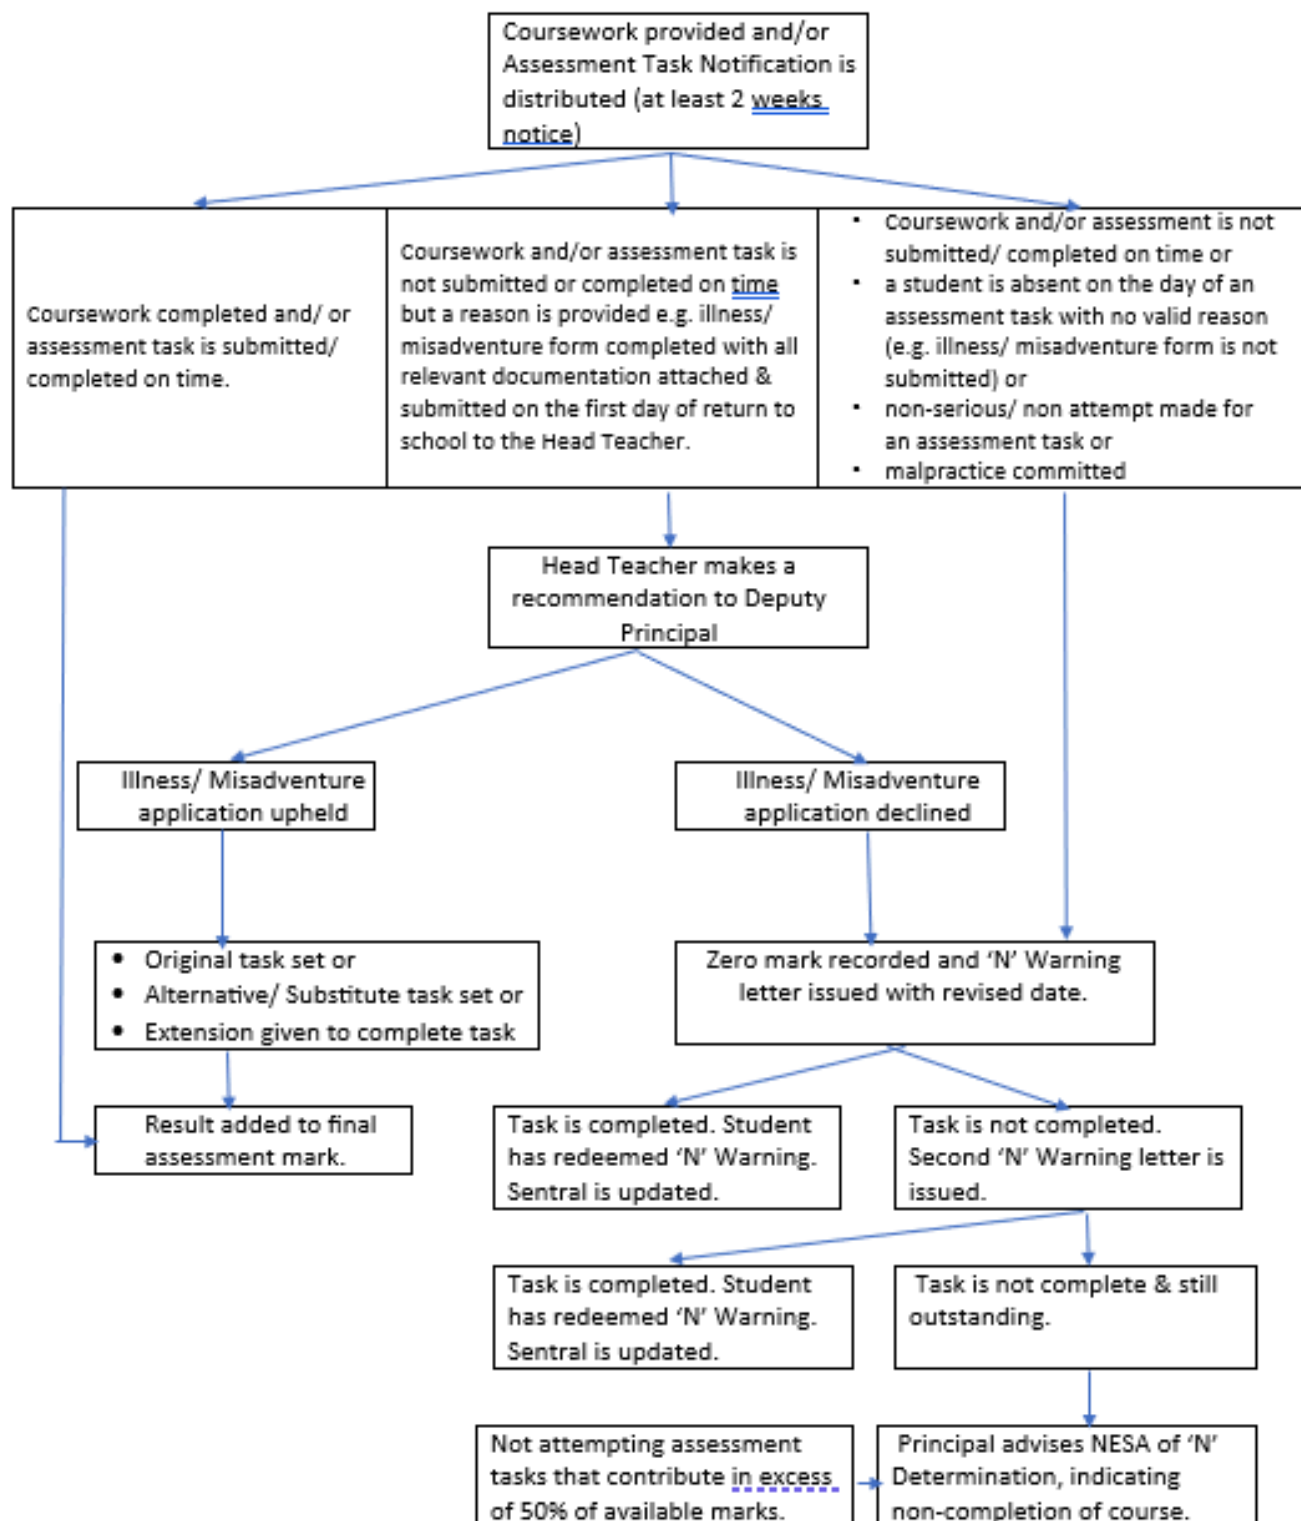 Coursework provided and/or
Assessment Task Notification is
distributed (at least 2 weeks
notice)
Coursework completed and/ or
assessment task is submitted/
completed on time.
Coursework and/or assessment task is
not submitted or completed on time
but a reason is provided e.g. illness/
misadventure form completed with all
relevant documentation attached &
submitted on the first day of return to
school to the Head Teacher.
▪ Coursework and/or assessment is not
submitted/ completed on time or
▪ a student is absent on the day of an
assessment task with no valid reason
(e.g. illness/ misadventure form is not
submitted) or
▪ non-serious/ non attempt made for
an assessment task or
▪ malpractice committed
Head Teacher makes a
recommendation to Deputy
Principal
Illness/ Misadventure
application upheld
Illness/ Misadventure
application declined
• Original task set or
• Alternative/ Substitute task set or
• Extension given to complete task
Zero mark recorded and ‘N’ Warning
letter issued with revised date.
Result added to final
assessment mark.
Task is completed. Student
has redeemed ‘N’ Warning.
Sentral is updated.
Task is not completed.
Second ‘N’ Warning letter is
issued.
Task is completed. Student
has redeemed ‘N’ Warning.
Sentral is updated.
Task is not complete & still
outstanding.
Not attempting assessment
tasks that contribute in excess
of 50% of available marks.
Principal advises NESA of ‘N’
Determination, indicating
non-completion of course.